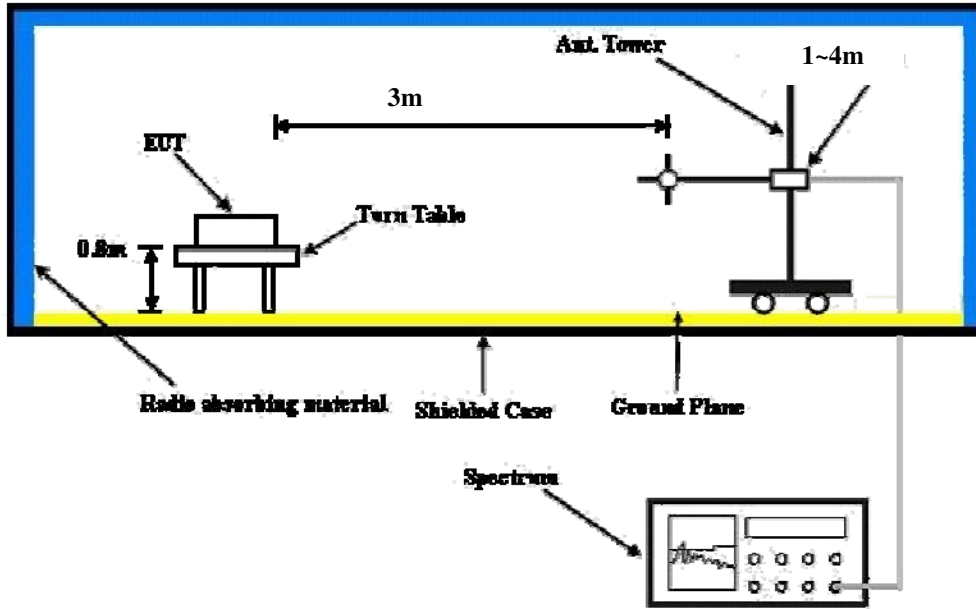 Ant. Tower
1~4m
3m
EUT
Turn Table
0.8m
Radio absorbing material
Shielded Case
Ground Plane
Spectrum